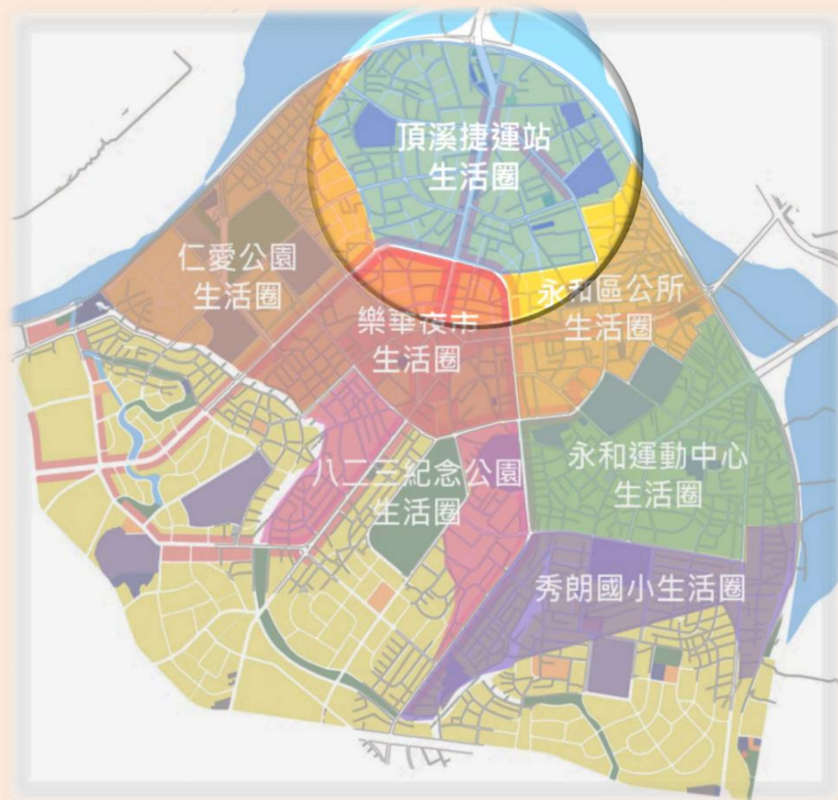 頂溪捷運站
生活圈
仁愛公園
生活圈
永和區公所
生活圈
樂華夜市
生活圈
八二三紀念公園
生活圈
永和運動中心
生活圈
秀朗國小生活圈